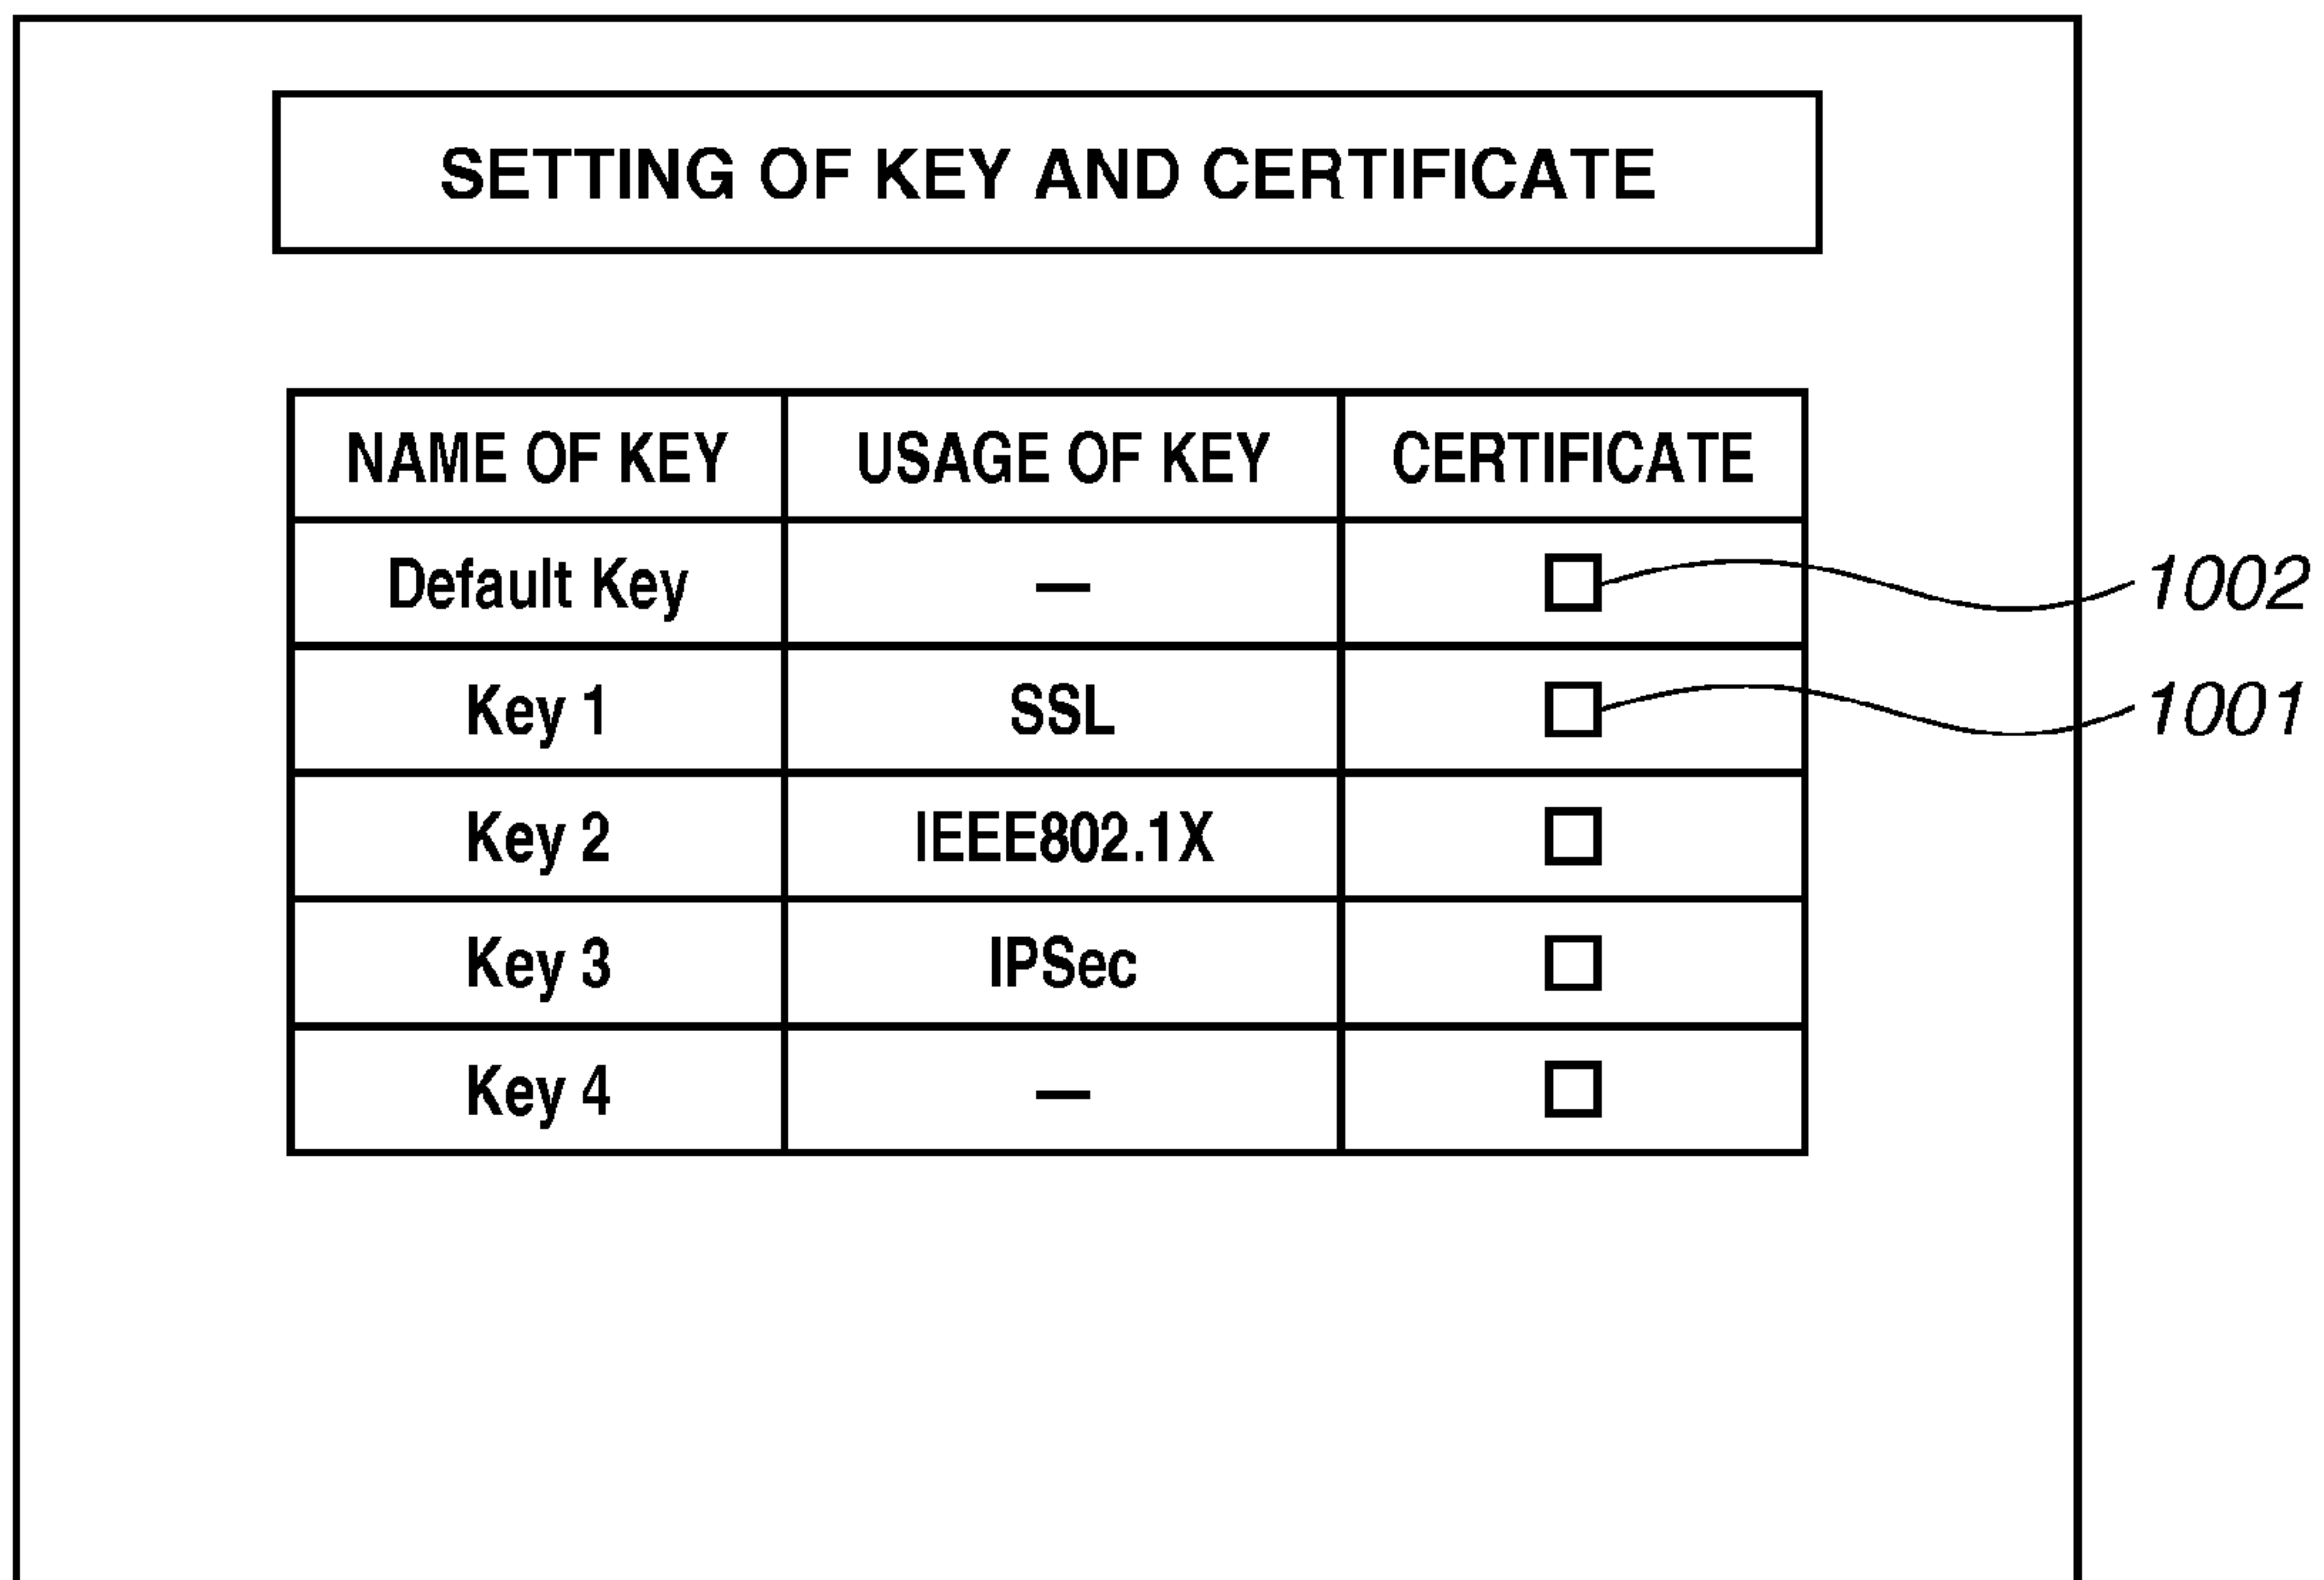 SETTING OF KEY AND CERTIFICATE
NAME OF KEY USAGE OF KEY CERTIFICATE
Default Key — 1002
Key 1 SSL 1001
Key 2 IEEE802.1X
Key 3 IPSec
Key 4 —